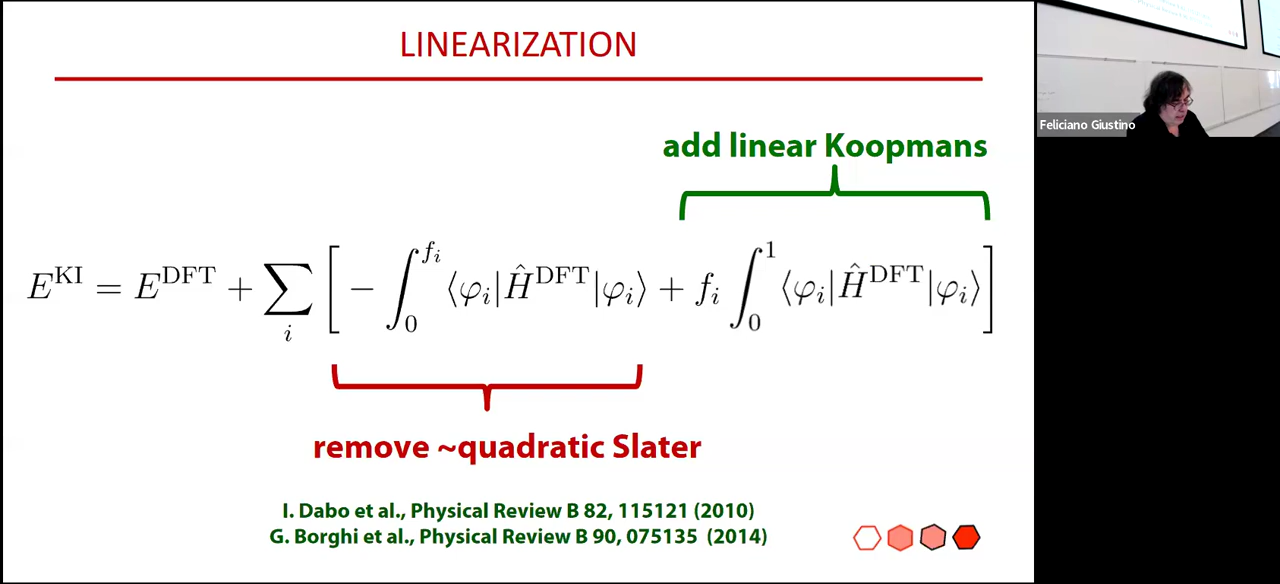 LINEARIZATION
Feliciano Giustino
add linear Koopmans
E^KI = E^DFT + ∑_i [ − ∫_0^{f_i} ⟨φ_i|Ĥ^DFT|φ_i⟩ + f_i ∫_0^1 ⟨φ_i|Ĥ^DFT|φ_i⟩ ]
remove ~quadratic Slater
I. Dabo et al., Physical Review B 82, 115121 (2010)
G. Borghi et al., Physical Review B 90, 075135 (2014)